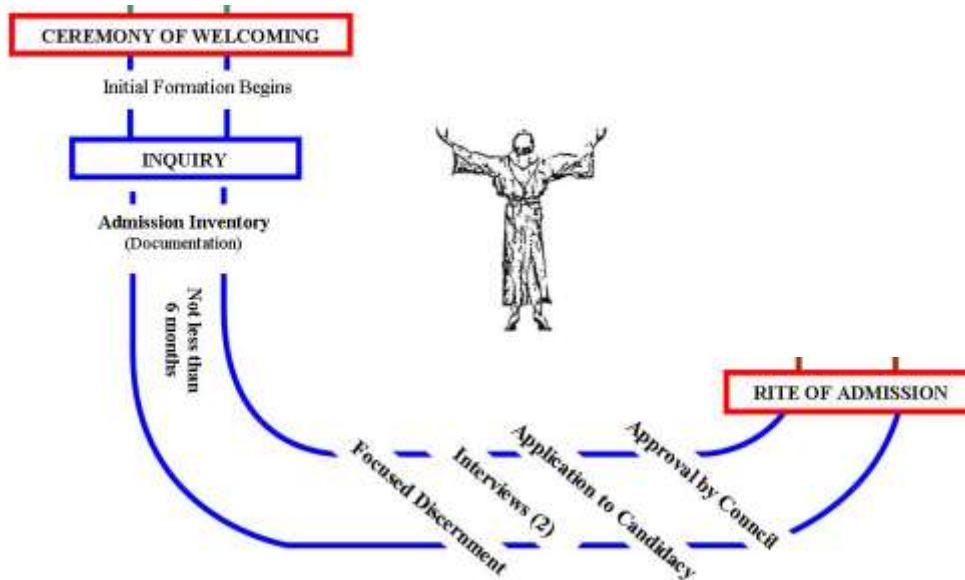 CEREMONY OF WELCOMING
Initial Formation Begins
INQUIRY
Admission Inventory
(Documentation)
Not less than
6 months
Focused Discernment
Interviews (2)
Application to Candidacy
Approval by Council
RITE OF ADMISSION